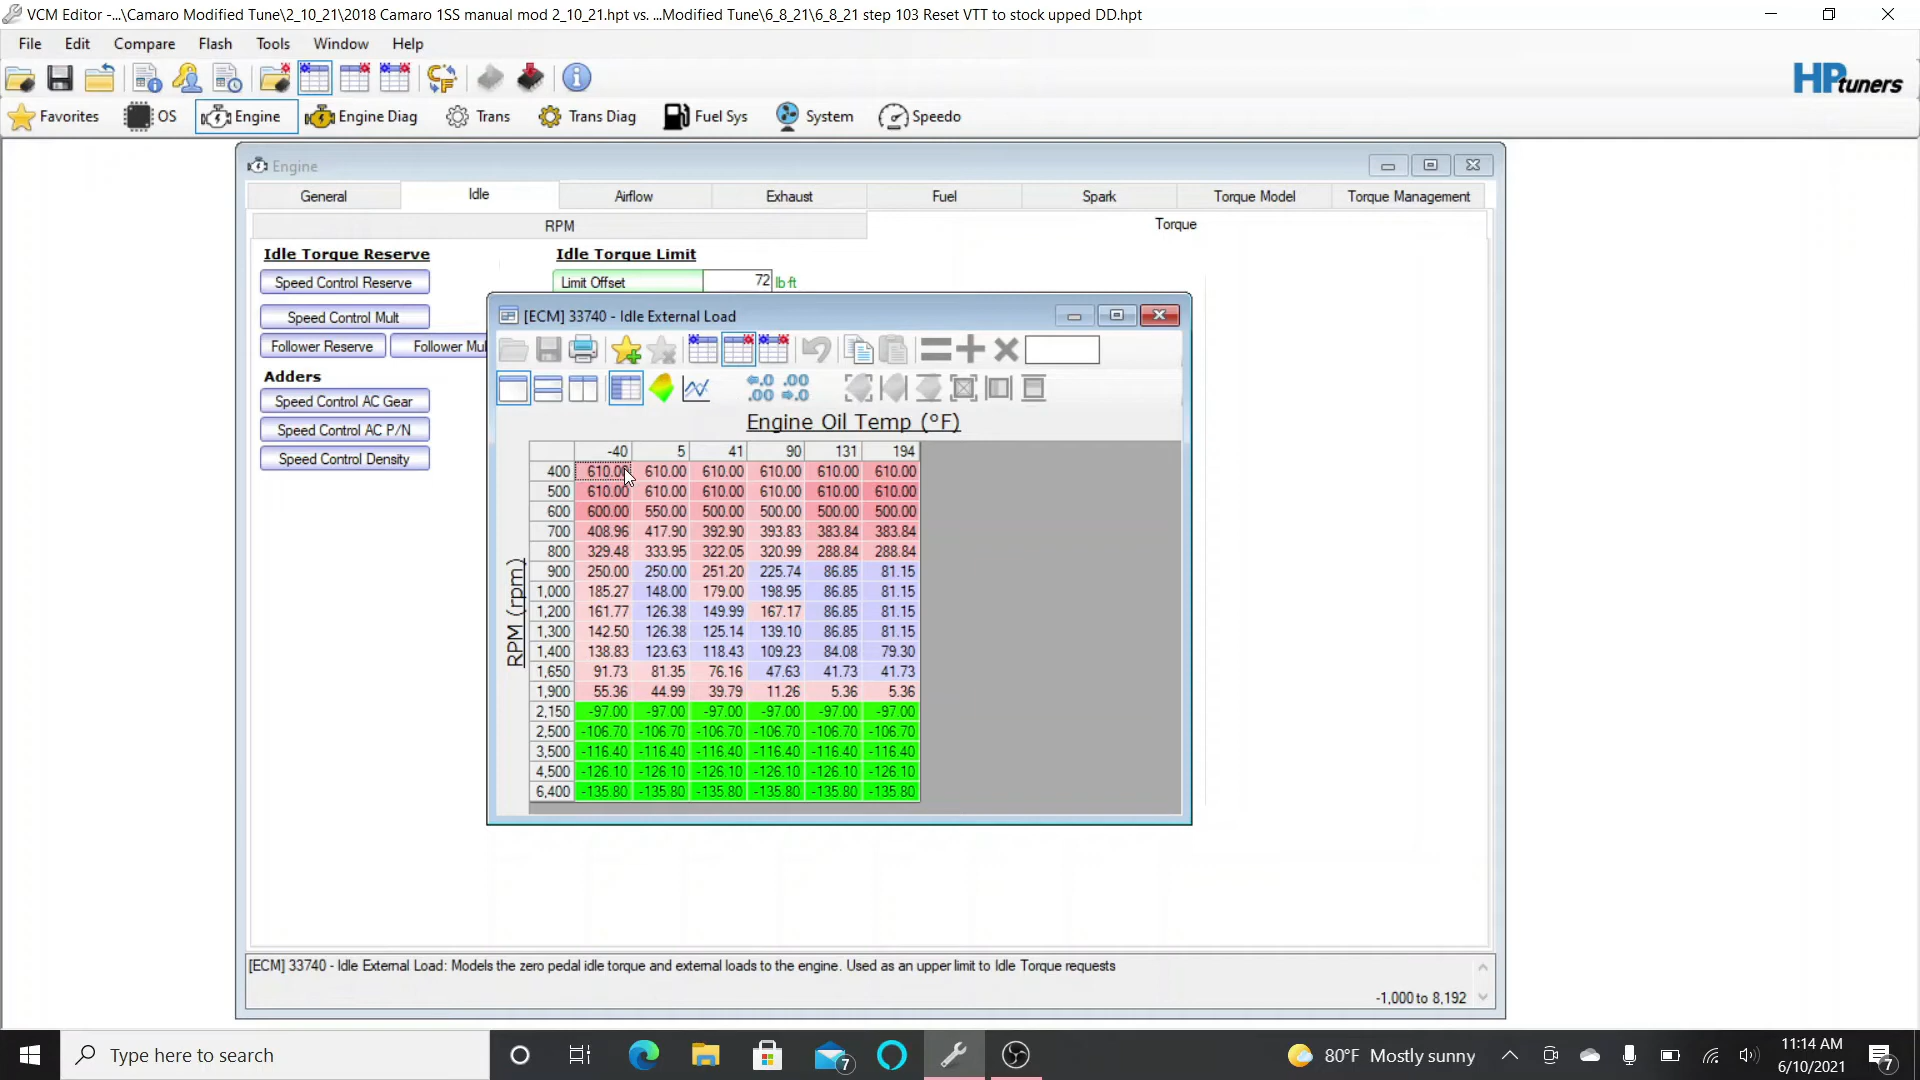 VCM Editor -...\Camaro Modified Tune\2_10_21\2018 Camaro 1SS manual mod 2_10_21.hpt vs. ...Modified Tune\6_8_21\6_8_21 step 103 Reset VTT to stock upped DD.hpt
File Edit Compare Flash Tools Window Help
HPtuners
Favorites OS Engine Engine Diag Trans Trans Diag Fuel Sys System Speedo
Engine
General Idle Airflow Exhaust Fuel Spark Torque Model Torque Management
RPM Torque
Idle Torque Reserve Idle Torque Limit
Speed Control Reserve Limit Offset 72 lb·ft
Speed Control Mult
Follower Reserve Follower Mul
Adders
Speed Control AC Gear
Speed Control AC P/N
Speed Control Density
[ECM] 33740 - Idle External Load
Engine Oil Temp (°F)
RPM (rpm)
-40 5 41 90 131 194
400 610.00 610.00 610.00 610.00 610.00 610.00
500 610.00 610.00 610.00 610.00 610.00 610.00
600 600.00 550.00 500.00 500.00 500.00 500.00
700 408.96 417.90 392.90 393.83 383.84 383.84
800 329.48 333.95 322.05 320.99 288.84 288.84
900 250.00 250.00 251.20 225.74 86.85 81.15
1,000 185.27 148.00 179.00 198.95 86.85 81.15
1,200 161.77 126.38 149.99 167.17 86.85 81.15
1,300 142.50 126.38 125.14 139.10 86.85 81.15
1,400 138.83 123.63 118.43 109.23 84.08 79.30
1,650 91.73 81.35 76.16 47.63 41.73 41.73
1,900 55.36 44.99 39.79 11.26 5.36 5.36
2,150 -97.00 -97.00 -97.00 -97.00 -97.00 -97.00
2,500 -106.70 -106.70 -106.70 -106.70 -106.70 -106.70
3,500 -116.40 -116.40 -116.40 -116.40 -116.40 -116.40
4,500 -126.10 -126.10 -126.10 -126.10 -126.10 -126.10
6,400 -135.80 -135.80 -135.80 -135.80 -135.80 -135.80
[ECM] 33740 - Idle External Load: Models the zero pedal idle torque and external loads to the engine. Used as an upper limit to Idle Torque requests
-1,000 to 8,192
Type here to search 7 80°F Mostly sunny 11:14 AM
6/10/2021 7